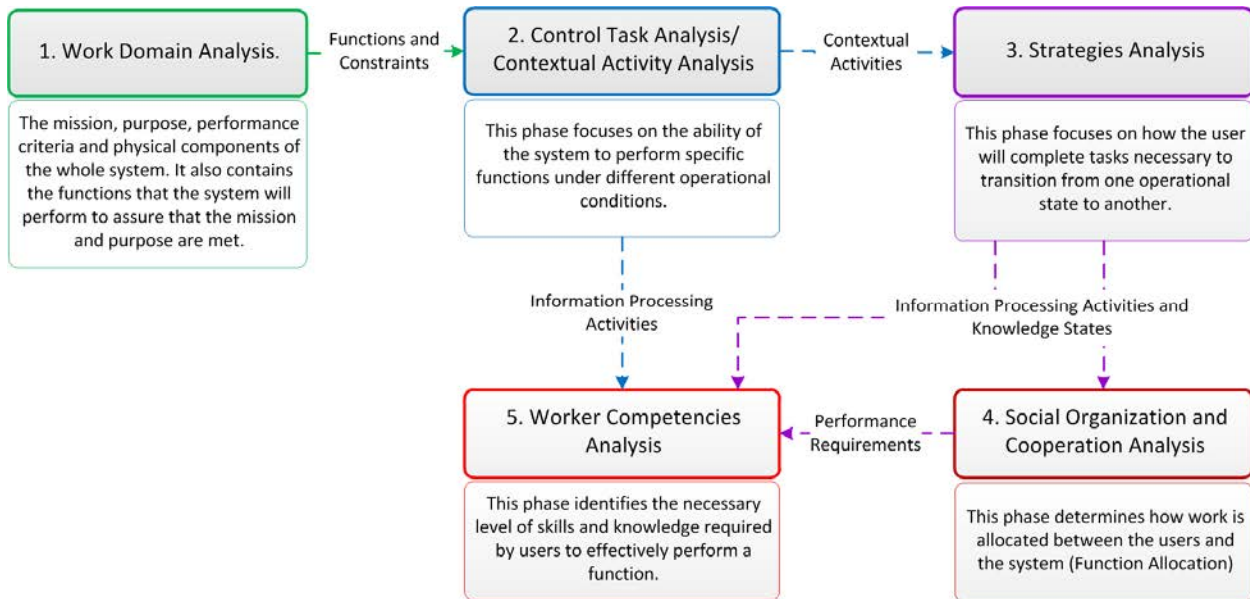 1. Work Domain Analysis.
The mission, purpose, performance
criteria and physical components of
the whole system. It also contains
the functions that the system will
perform to assure that the mission
and purpose are met.
Functions and
Constraints
2. Control Task Analysis/
Contextual Activity Analysis
This phase focuses on the ability of
the system to perform specific
functions under different operational
conditions.
Contextual
Activities
3. Strategies Analysis
This phase focuses on how the user
will complete tasks necessary to
transition from one operational
state to another.
Information Processing
Activities
Information Processing Activities and
Knowledge States
5. Worker Competencies
Analysis
This phase identifies the necessary
level of skills and knowledge required
by users to effectively perform a
function.
Performance
Requirements
4. Social Organization and
Cooperation Analysis
This phase determines how work is
allocated between the users and
the system (Function Allocation)